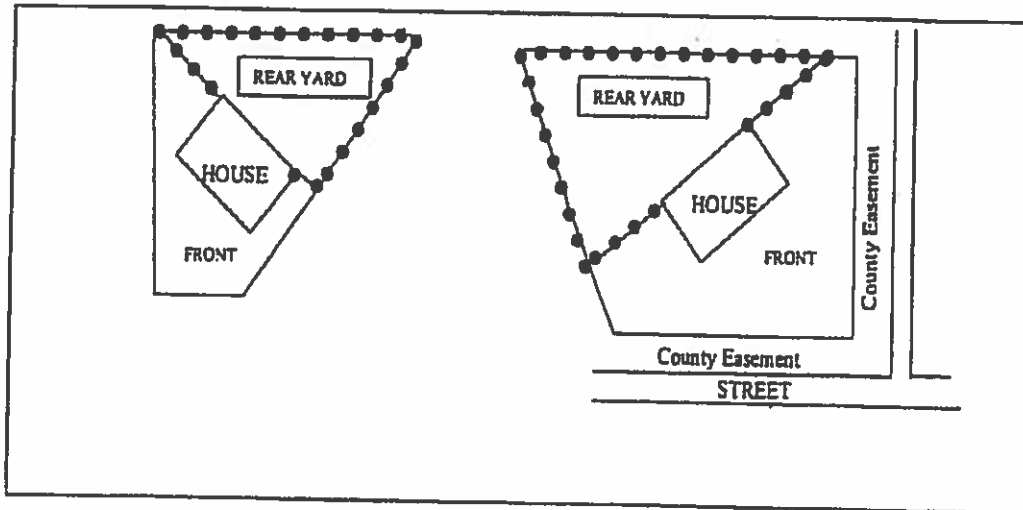 REAR YARD
HOUSE
FRONT
REAR YARD
HOUSE
FRONT
County Easement
County Easement
STREET